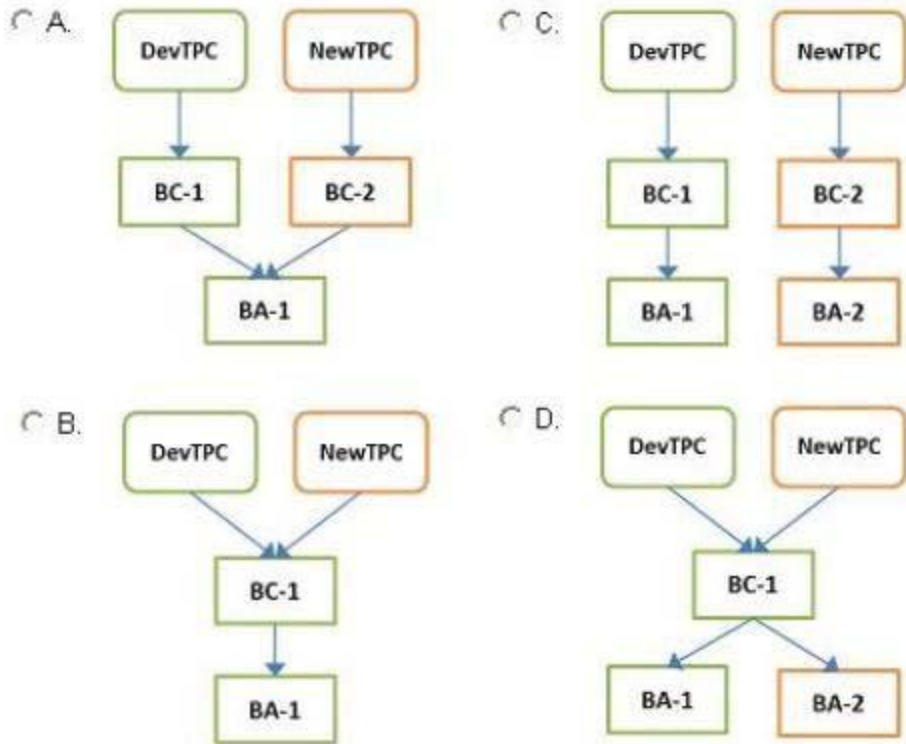 A.
DevTPC
NewTPC
BC-1
BC-2
BA-1
C.
DevTPC
NewTPC
BC-1
BC-2
BA-1
BA-2
B.
DevTPC
NewTPC
BC-1
BA-1
D.
DevTPC
NewTPC
BC-1
BA-1
BA-2